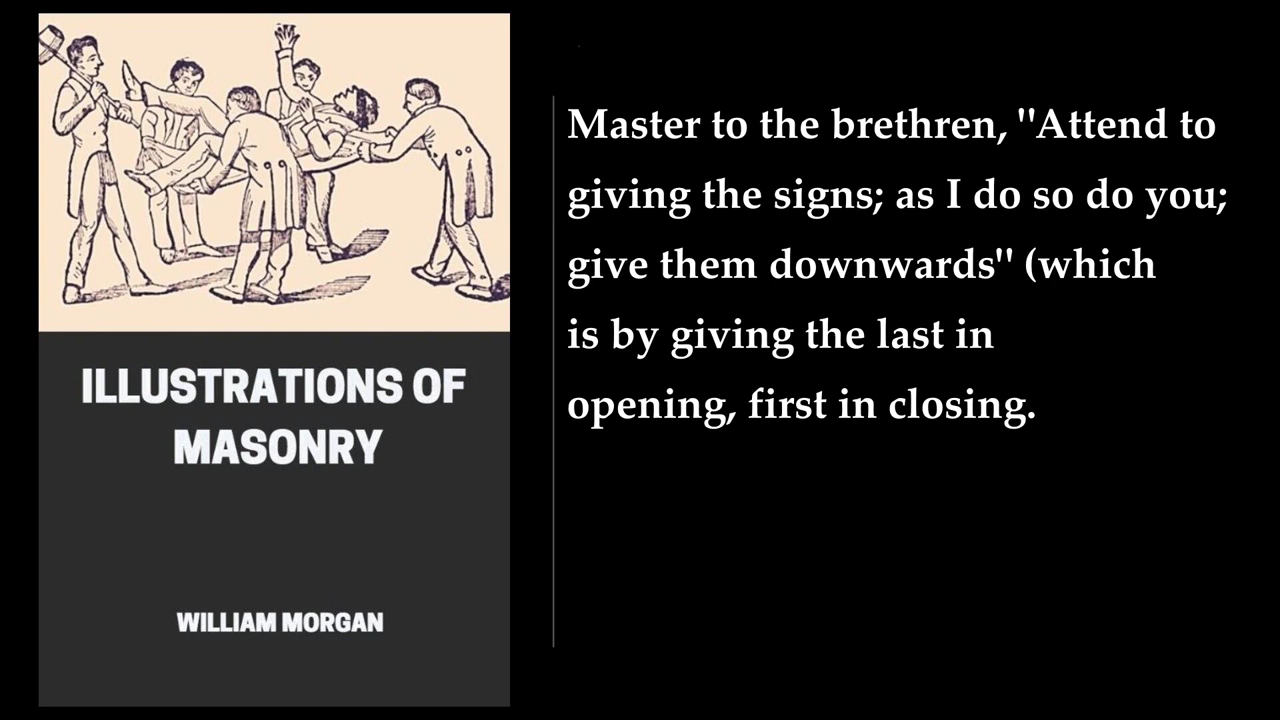 ILLUSTRATIONS OF
MASONRY
WILLIAM MORGAN
Master to the brethren, "Attend to
giving the signs; as I do so do you;
give them downwards" (which
is by giving the last in
opening, first in closing.